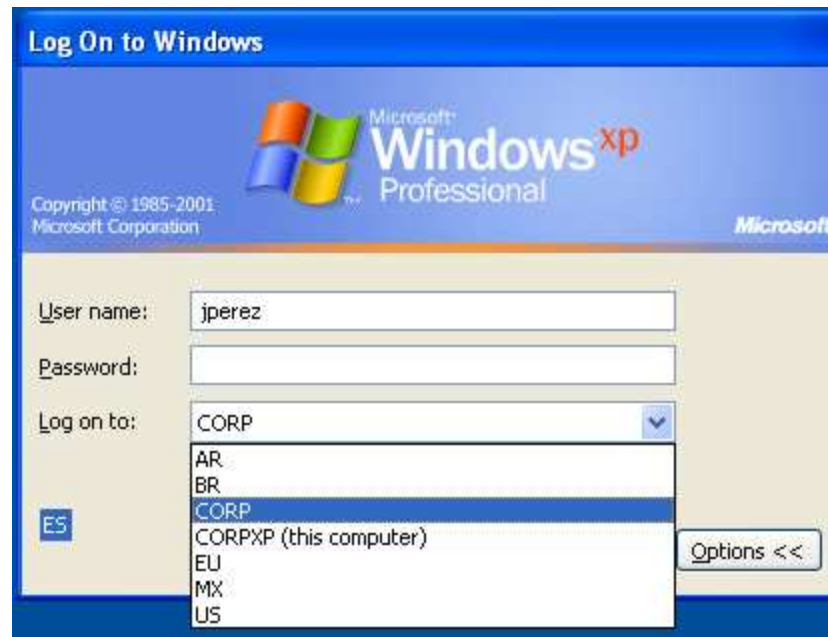 Log On to Windows
Microsoft®
Windows xp
Professional
Copyright © 1985-2001
Microsoft Corporation
Microsoft
User name: jperez
Password:
Log on to: CORP
AR
BR
CORP
CORPXP (this computer)
EU
MX
US
ES
Options <<